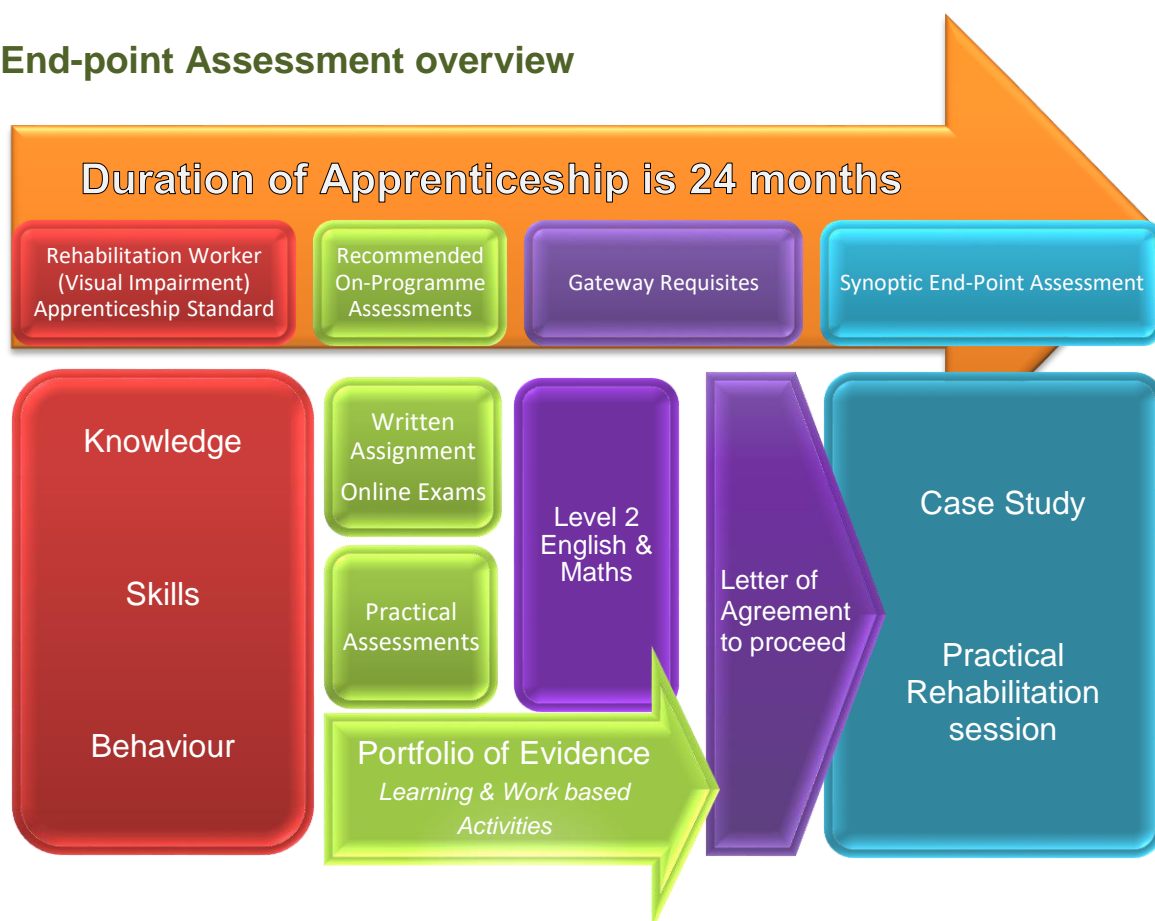 End-point Assessment overview
Duration of Apprenticeship is 24 months
Rehabilitation Worker
(Visual Impairment)
Apprenticeship Standard
Recommended
On-Programme
Assessments
Gateway Requisites
Synoptic End-Point Assessment
Knowledge
Skills
Behaviour
Written
Assignment
Online Exams
Practical
Assessments
Portfolio of Evidence
Learning & Work based
Activities
Level 2
English &
Maths
Letter of
Agreement
to proceed
Case Study
Practical
Rehabilitation
session